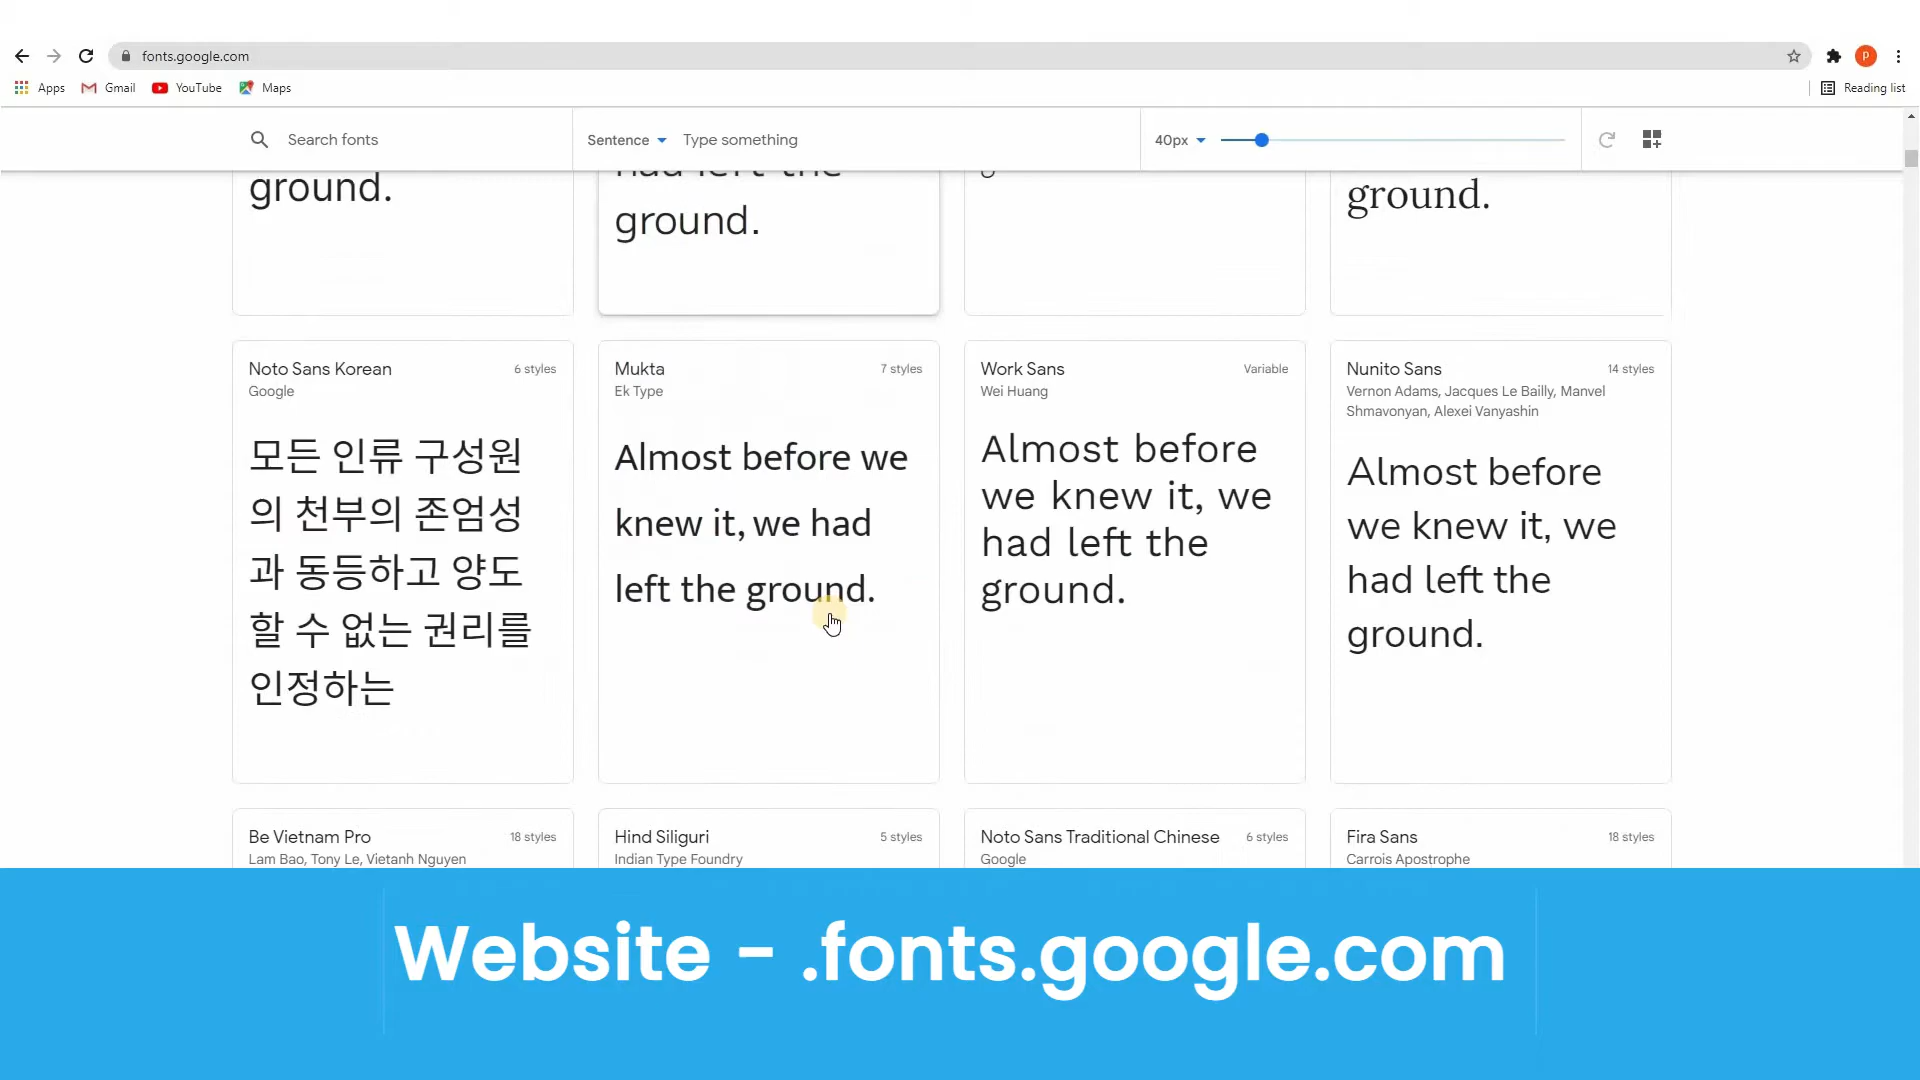 fonts.google.com
Apps Gmail YouTube Maps
Reading list
Search fonts
Sentence
Type something
40px
ground.
had left the
ground.
g
ground.
Noto Sans Korean
6 styles
Google
모든 인류 구성원
의 천부의 존엄성
과 동등하고 양도
할 수 없는 권리를
인정하는
Mukta
7 styles
Ek Type
Almost before we
knew it, we had
left the ground.
Work Sans
Variable
Wei Huang
Almost before
we knew it, we
had left the
ground.
Nunito Sans
14 styles
Vernon Adams, Jacques Le Bailly, Manvel
Shmavonyan, Alexei Vanyashin
Almost before
we knew it, we
had left the
ground.
Be Vietnam Pro
18 styles
Lam Bao, Tony Le, Vietanh Nguyen
Hind Siliguri
5 styles
Indian Type Foundry
Noto Sans Traditional Chinese
6 styles
Google
Fira Sans
18 styles
Carrois Apostrophe
Website - .fonts.google.com